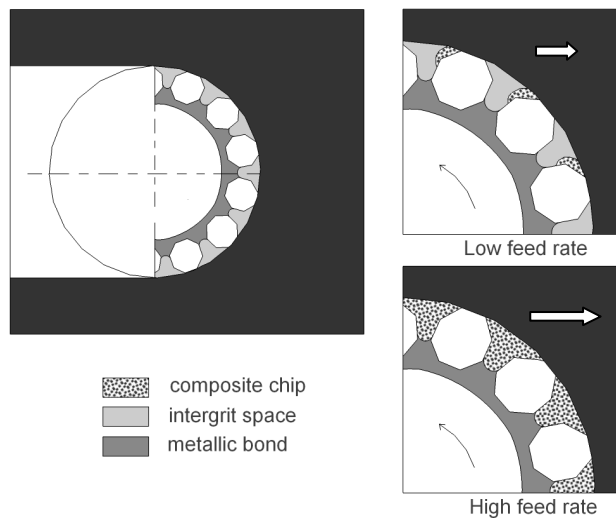 Low feed rate
composite chip
intergrit space
metallic bond
High feed rate